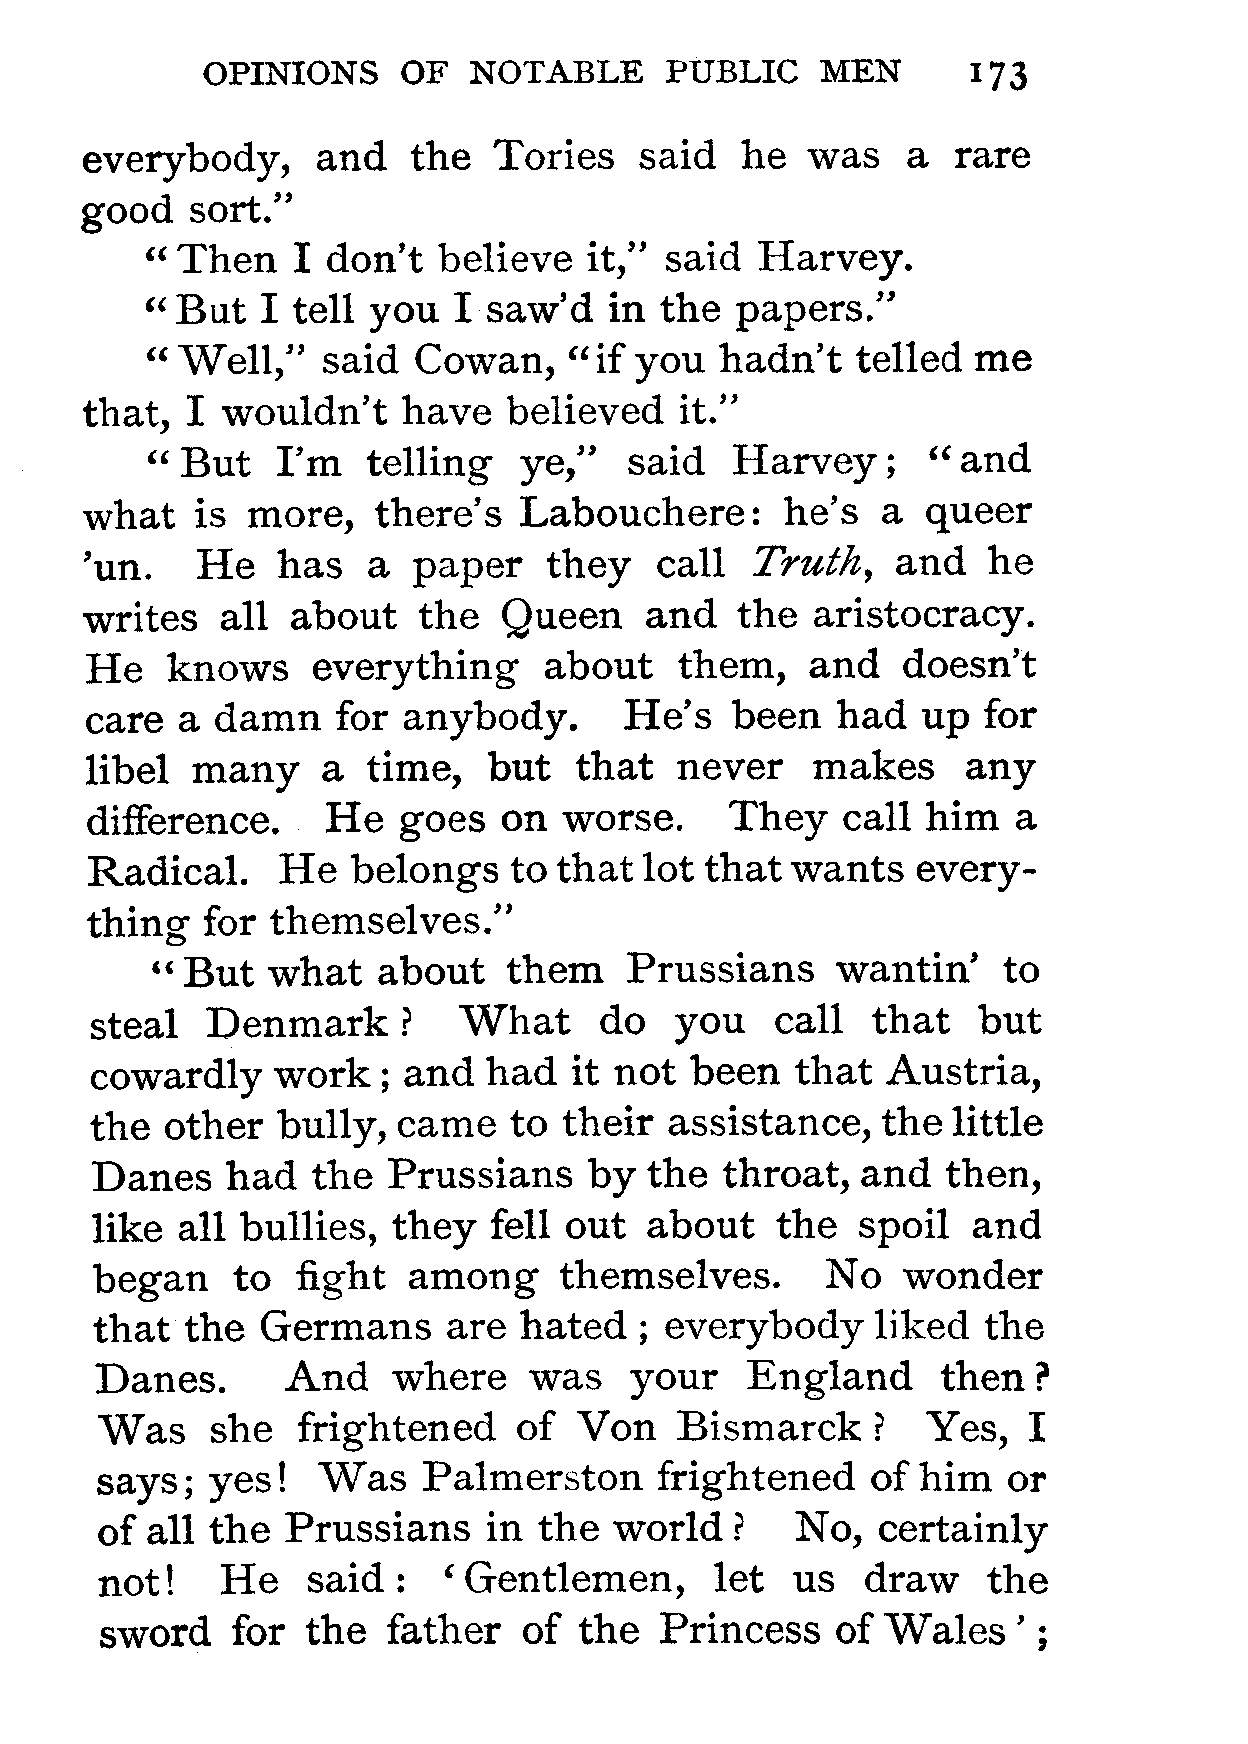 OPINIONS OF NOTABLE PUBLIC MEN 173
everybody, and the Tories said he was a rare
good sort."
"Then I don't believe it," said Harvey.
"But I tell you I saw'd in the papers."
"Well," said Cowan, "if you hadn't telled me
that, I wouldn't have believed it."
"But I'm telling ye," said Harvey; "and
what is more, there's Labouchere: he's a queer
'un. He has a paper they call Truth, and he
writes all about the Queen and the aristocracy.
He knows everything about them, and doesn't
care a damn for anybody. He's been had up for
libel many a time, but that never makes any
difference. He goes on worse. They call him a
Radical. He belongs to that lot that wants every-
thing for themselves."
"But what about them Prussians wantin' to
steal Denmark? What do you call that but
cowardly work; and had it not been that Austria,
the other bully, came to their assistance, the little
Danes had the Prussians by the throat, and then,
like all bullies, they fell out about the spoil and
began to fight among themselves. No wonder
that the Germans are hated; everybody liked the
Danes. And where was your England then?
Was she frightened of Von Bismarck? Yes, I
says; yes! Was Palmerston frightened of him or
of all the Prussians in the world? No, certainly
not! He said: 'Gentlemen, let us draw the
sword for the father of the Princess of Wales';